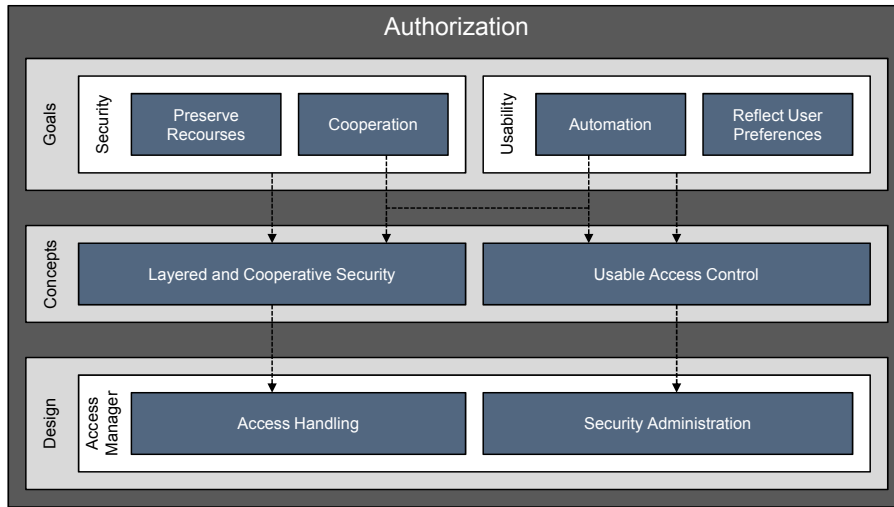 Authorization
Goals
Security
Preserve
Recourses
Cooperation
Usability
Automation
Reflect User
Preferences
Concepts
Layered and Cooperative Security
Usable Access Control
Design
Access
Manager
Access Handling
Security Administration